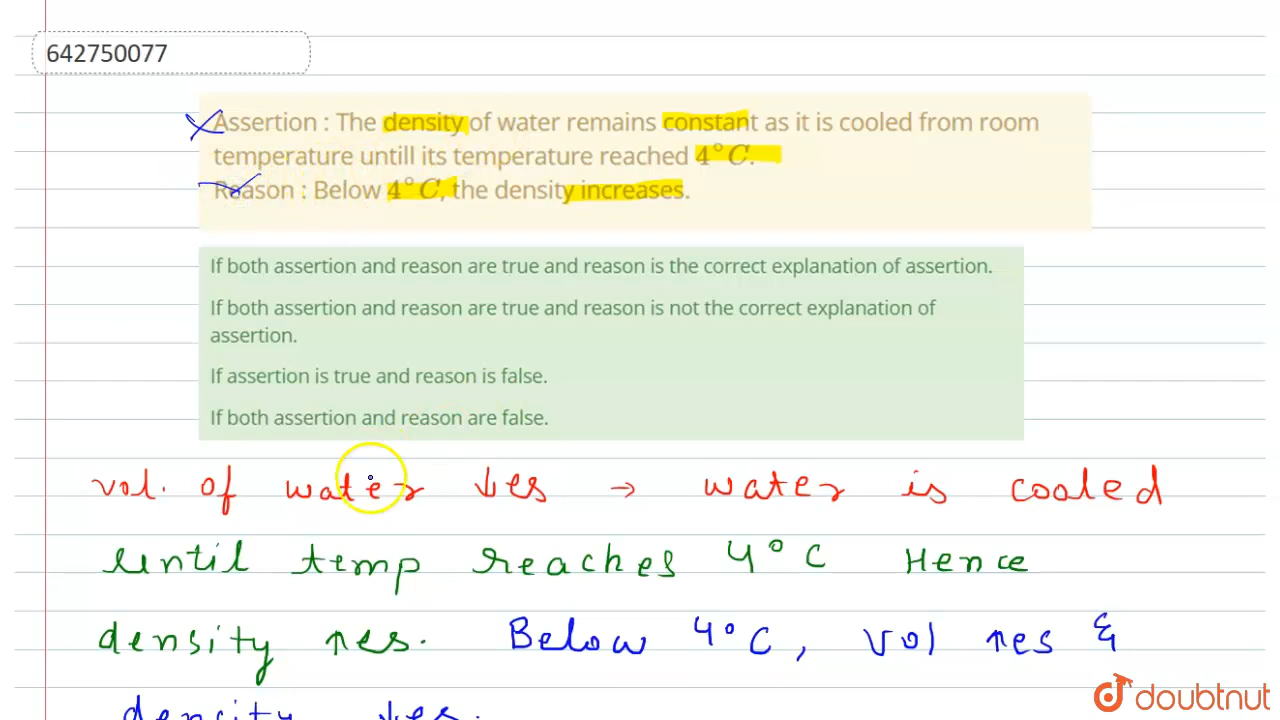 642750077
Assertion : The density of water remains constant as it is cooled from room
temperature untill its temperature reached 4°C.
Reason : Below 4°C, the density increases.
If both assertion and reason are true and reason is the correct explanation of assertion.
If both assertion and reason are true and reason is not the correct explanation of
assertion.
If assertion is true and reason is false.
If both assertion and reason are false.
vol. of water ↓es → water is cooled
until temp reaches 4°C Hence
density ↑es. Below 4°C, vol ↑es &
density ↓es.
doubtnut